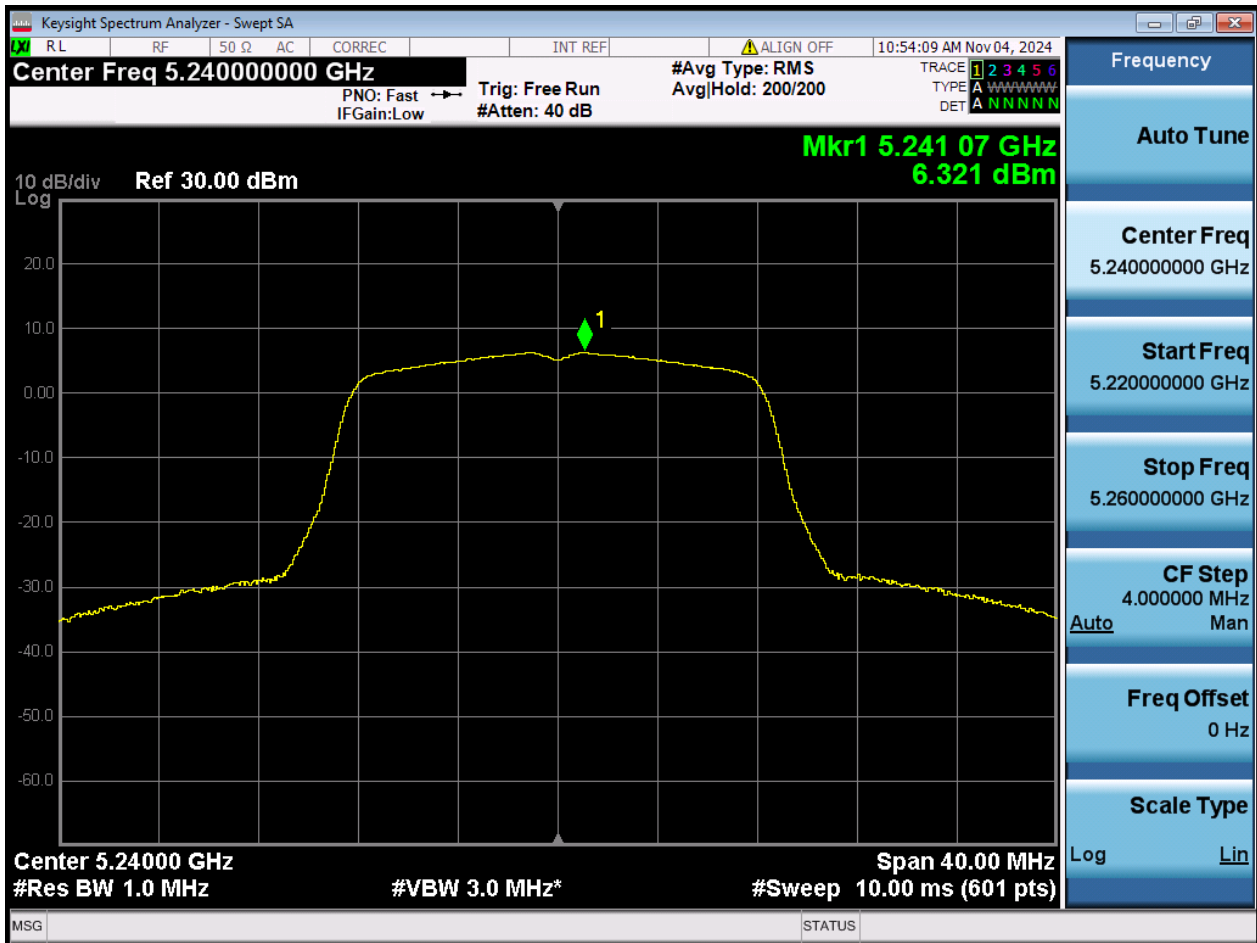 Keysight Spectrum Analyzer - Swept SA
LXI RL RF 50 Ω AC CORREC INT REF ALIGN OFF 10:54:09 AM Nov 04, 2024
Center Freq 5.240000000 GHz
PNO: Fast
IFGain:Low
Trig: Free Run
#Atten: 40 dB
#Avg Type: RMS
Avg|Hold: 200/200
TRACE 1 2 3 4 5 6
TYPE A WWWWW
DET A N N N N N
Mkr1 5.241 07 GHz
6.321 dBm
10 dB/div Ref 30.00 dBm
Log
20.0
10.0
0.00
-10.0
-20.0
-30.0
-40.0
-50.0
-60.0
1
Center 5.24000 GHz
Span 40.00 MHz
#Res BW 1.0 MHz
#VBW 3.0 MHz*
#Sweep 10.00 ms (601 pts)
MSG
STATUS
Frequency
Auto Tune
Center Freq
5.240000000 GHz
Start Freq
5.220000000 GHz
Stop Freq
5.260000000 GHz
CF Step
4.000000 MHz
Auto Man
Freq Offset
0 Hz
Scale Type
Log Lin